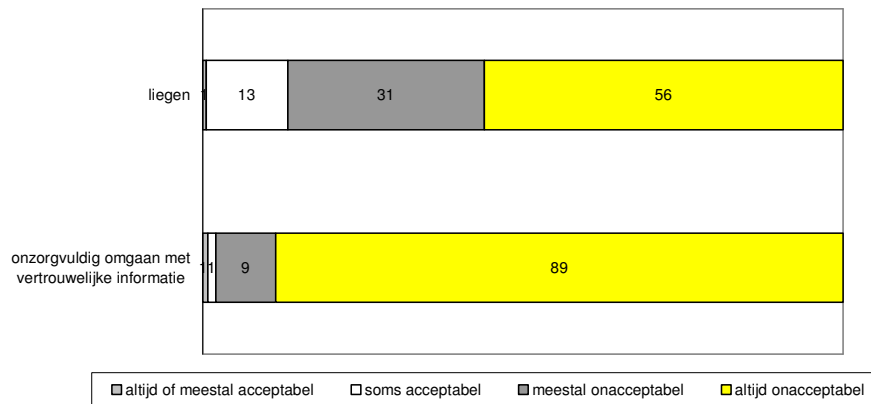 liegen
1 13 31 56
onzorgvuldig omgaan met
vertrouwelijke informatie
1 1 9 89
altijd of meestal acceptabel soms acceptabel meestal onacceptabel altijd onacceptabel